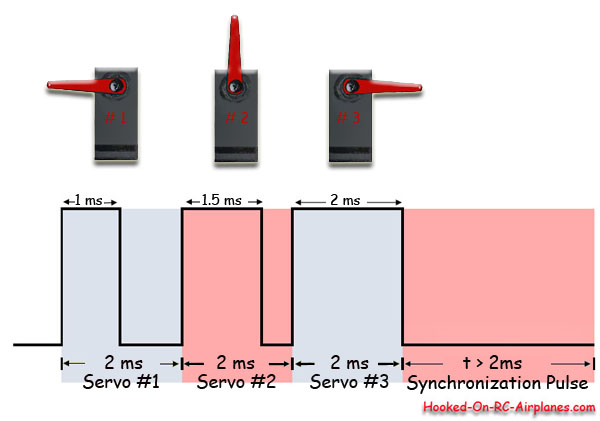 # 1
# 2
# 3
1 ms
1.5 ms
2 ms
2 ms
2 ms
2 ms
t > 2ms
Servo #1
Servo #2
Servo #3
Synchronization Pulse
Hooked-On-RC-Airplanes.com